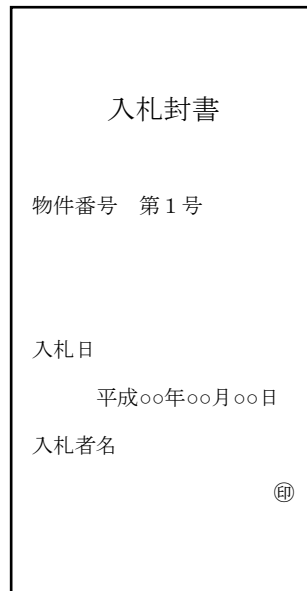 入札封書
物件番号　第１号
入札日
平成○○年○○月○○日
入札者名
㊞